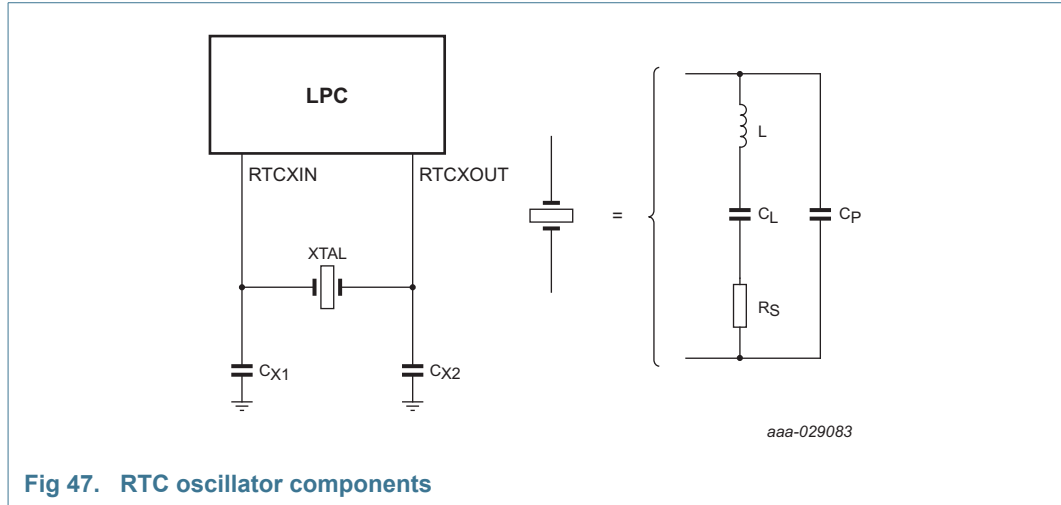 LPC
RTCXIN
RTCXOUT
XTAL
CX1
CX2
=
L
CL
CP
RS
aaa-029083
Fig 47. RTC oscillator components